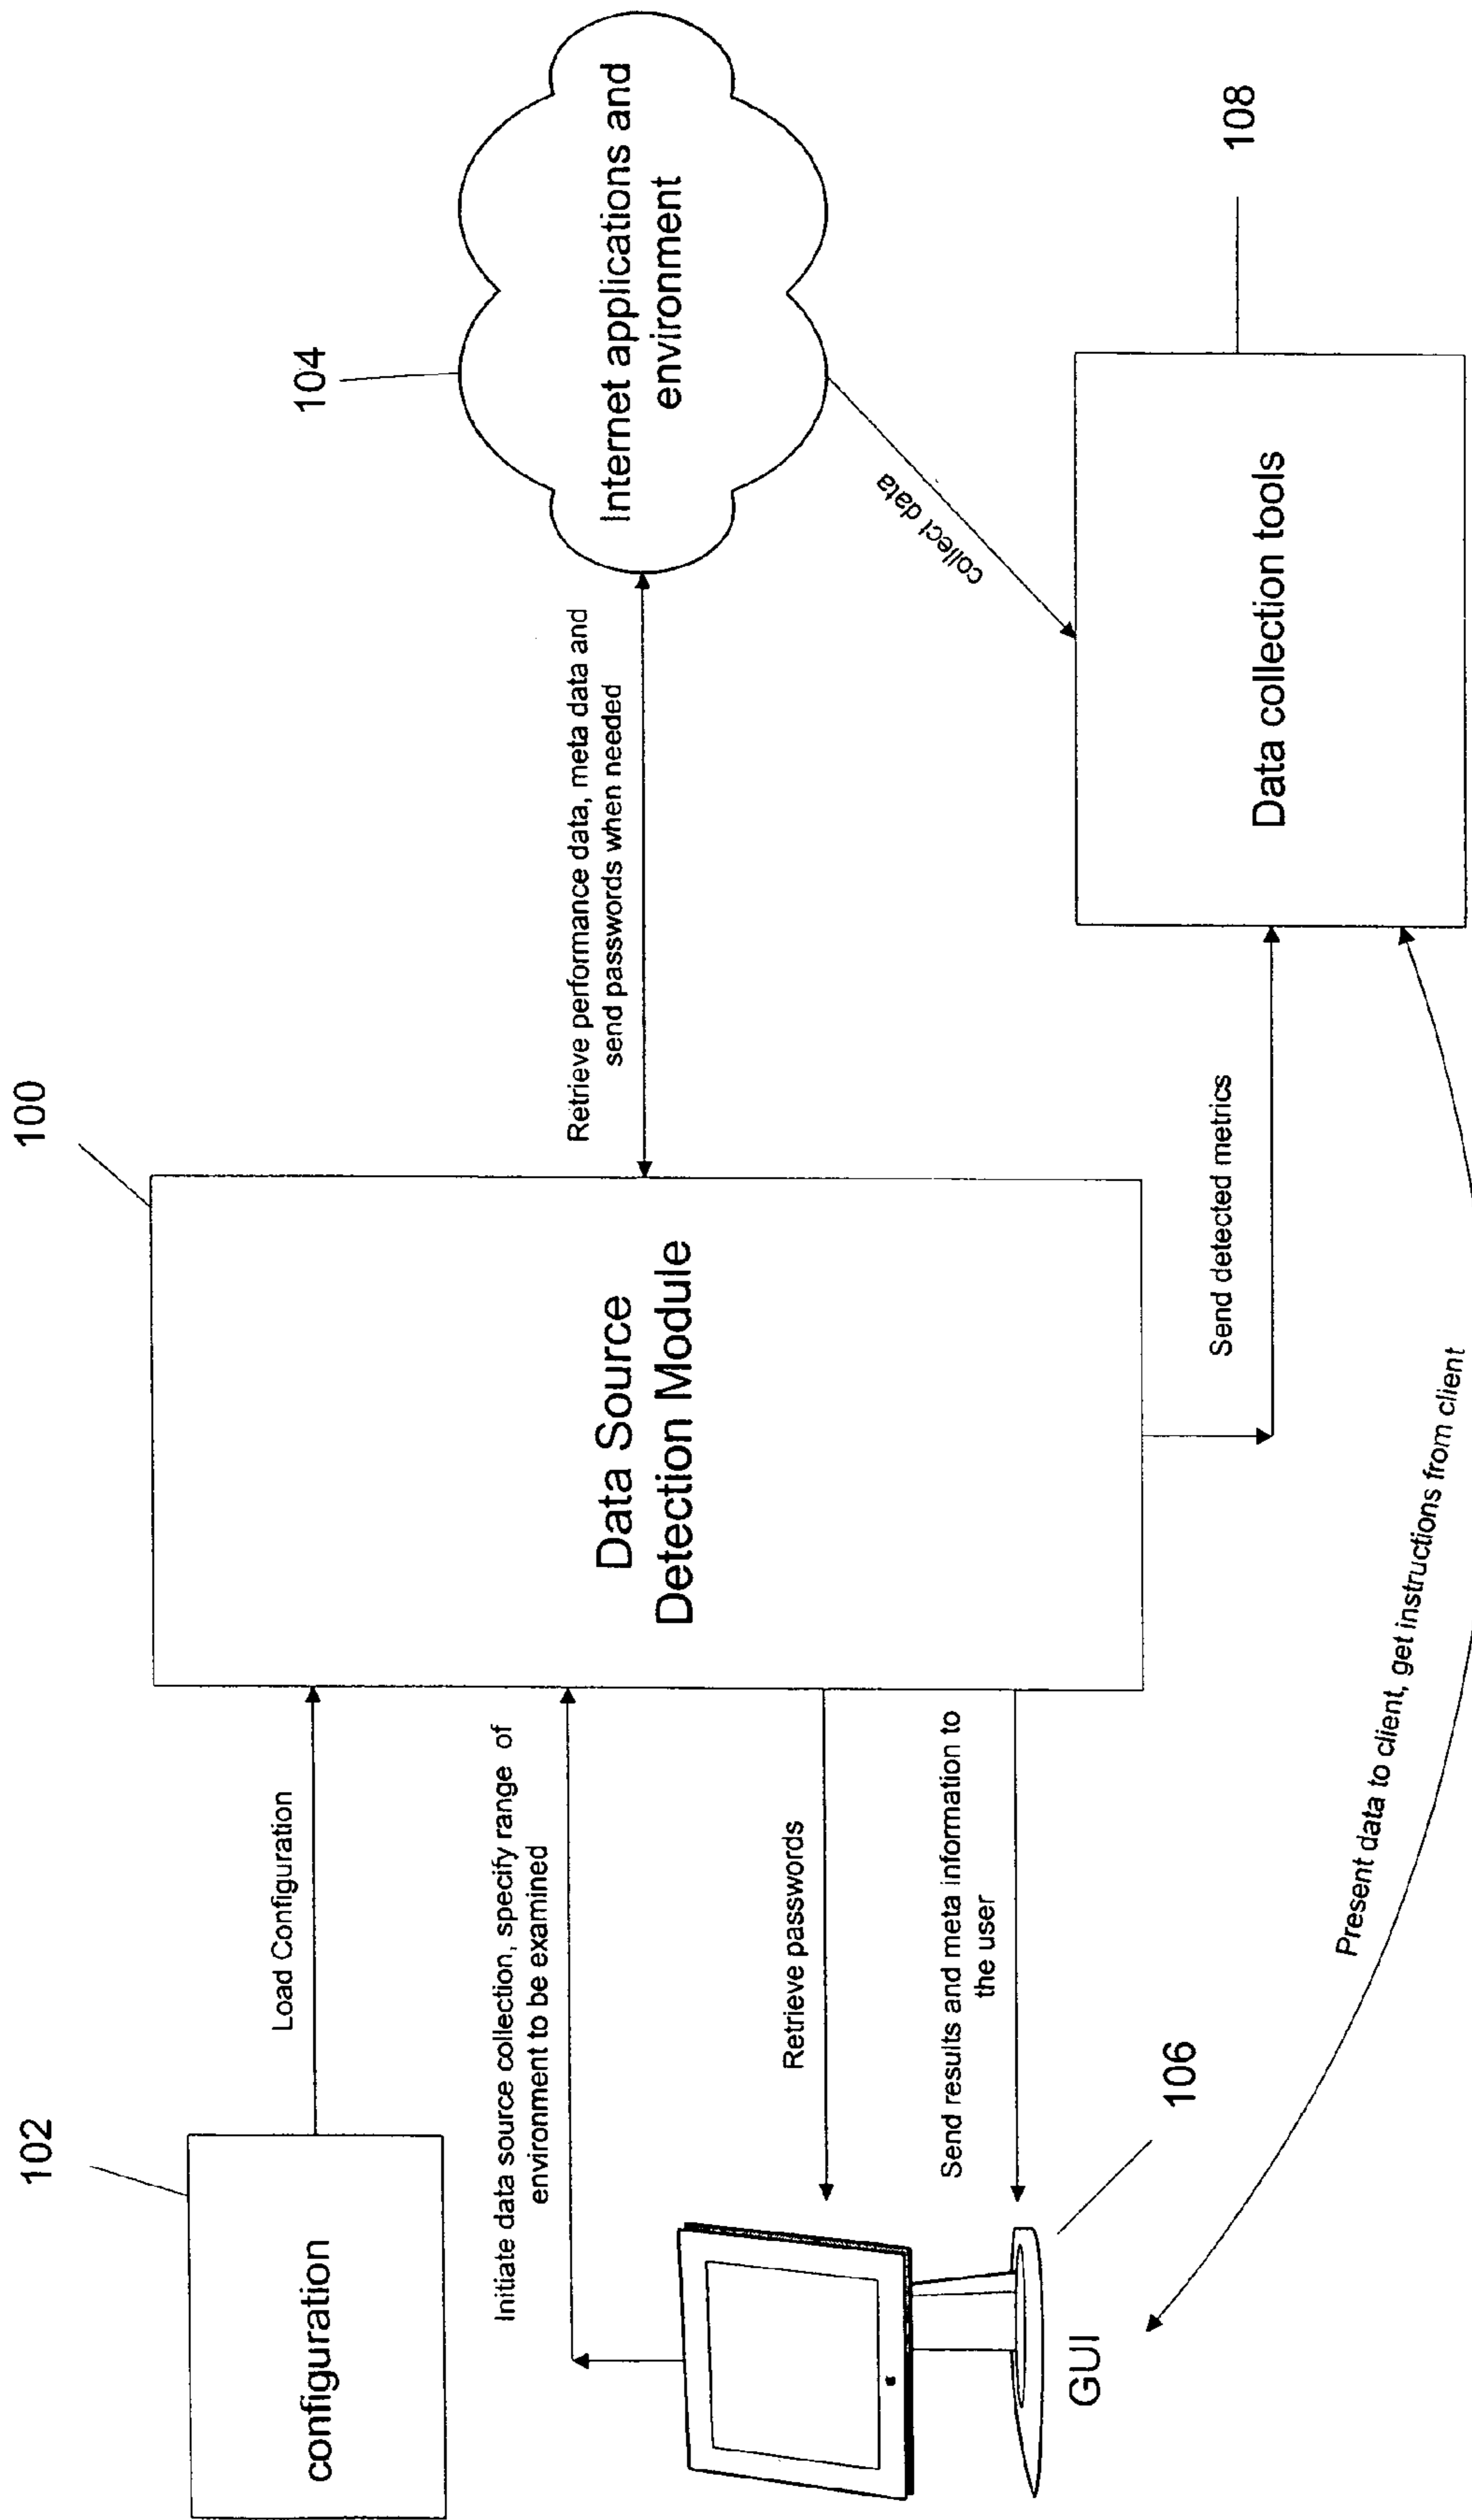 102
configuration
Load Configuration
100
Data Source
Detection Module
104
Internet applications and
environment
Retrieve performance data, meta data and
send passwords when needed
Initiate data source collection, specify range of
environment to be examined
Retrieve passwords
Send results and meta information to
the user
106
GUI
collect data
Send detected metrics
108
Data collection tools
Present data to client, get instructions from client